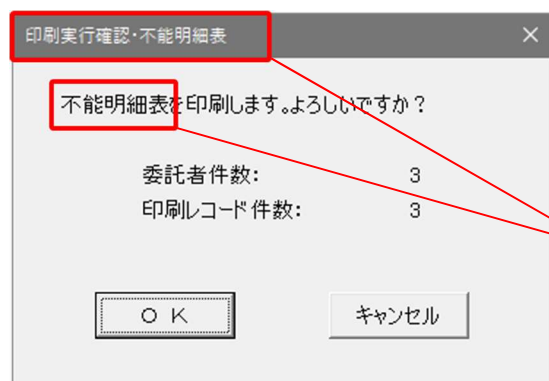 印刷実行確認・不能明細表
不能明細表を印刷します。よろしいですか？
委託者件数: 3
印刷レコード件数: 3
ＯＫ キャンセル